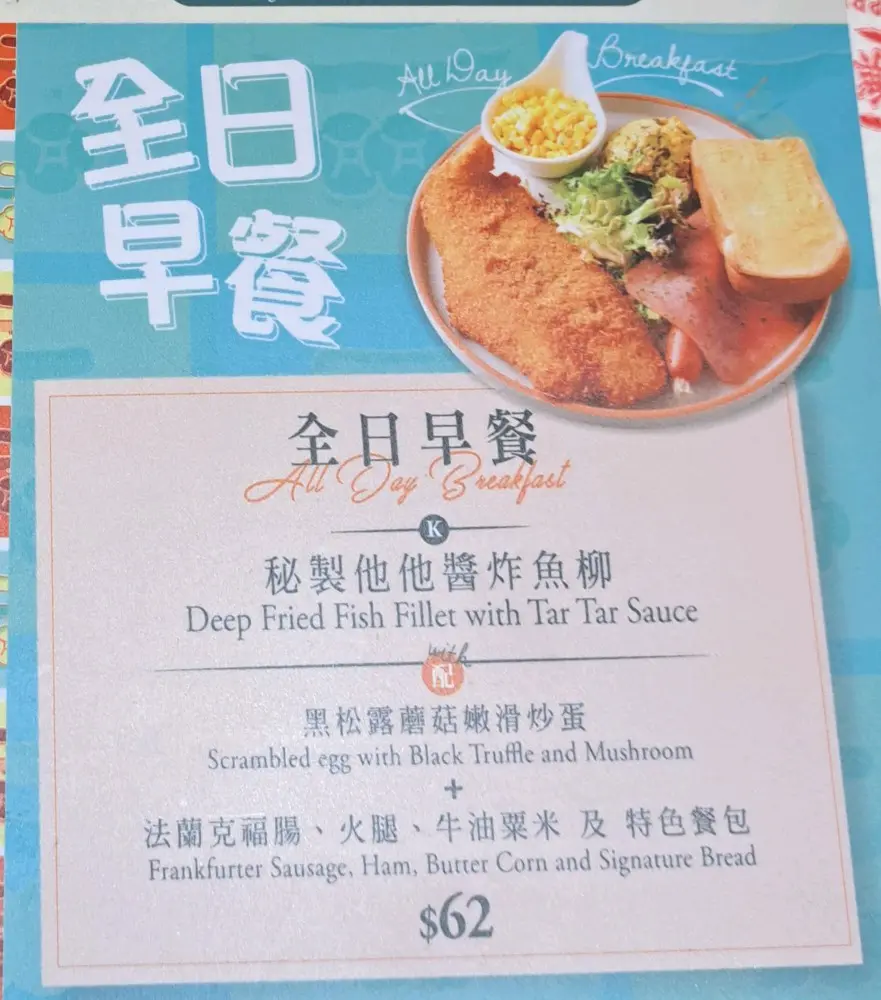 全日
早餐
All Day Breakfast
全日早餐
All Day Breakfast
K
秘製他他醬炸魚柳
Deep Fried Fish Fillet with Tar Tar Sauce
with
配
黑松露蘑菇嫩滑炒蛋
Scrambled egg with Black Truffle and Mushroom
+
法蘭克福腸、火腿、牛油粟米 及 特色餐包
Frankfurter Sausage, Ham, Butter Corn and Signature Bread
$62